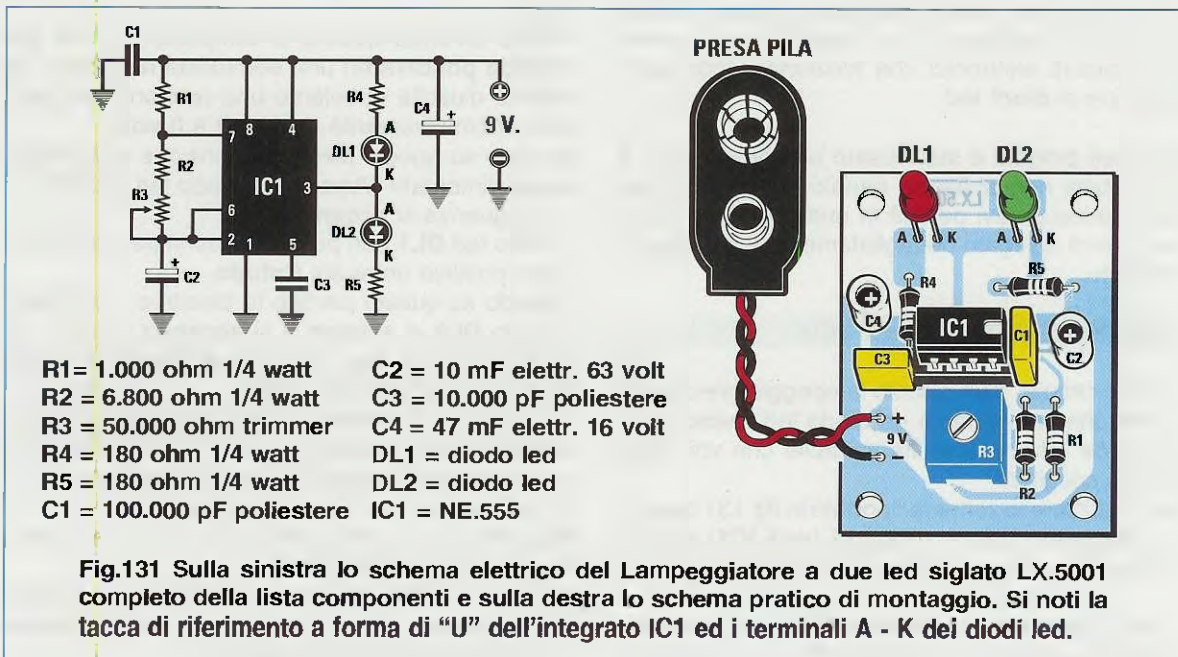 C1
R1
R2
R3
C2
7
8
4
6
2
1
5
3
IC1
C3
R4
A
DL1
K
A
DL2
K
R5
C4
+
+
9 V.
PRESA PILA
DL1
DL2
LX.50
A
K
A
K
R4
R5
C4
IC1
C1
C2
C3
+
9 V
R3
R2
R1
R1= 1.000 ohm 1/4 watt
R2 = 6.800 ohm 1/4 watt
R3 = 50.000 ohm trimmer
R4 = 180 ohm 1/4 watt
R5 = 180 ohm 1/4 watt
C1 = 100.000 pF poliestere
C2 = 10 mF elettr. 63 volt
C3 = 10.000 pF poliestere
C4 = 47 mF elettr. 16 volt
DL1 = diodo led
DL2 = diodo led
IC1 = NE.555
Fig.131 Sulla sinistra lo schema elettrico del Lampeggiatore a due led siglato LX.5001
completo della lista componenti e sulla destra lo schema pratico di montaggio. Si noti la
tacca di riferimento a forma di “U” dell’integrato IC1 ed i terminali A - K dei diodi led.